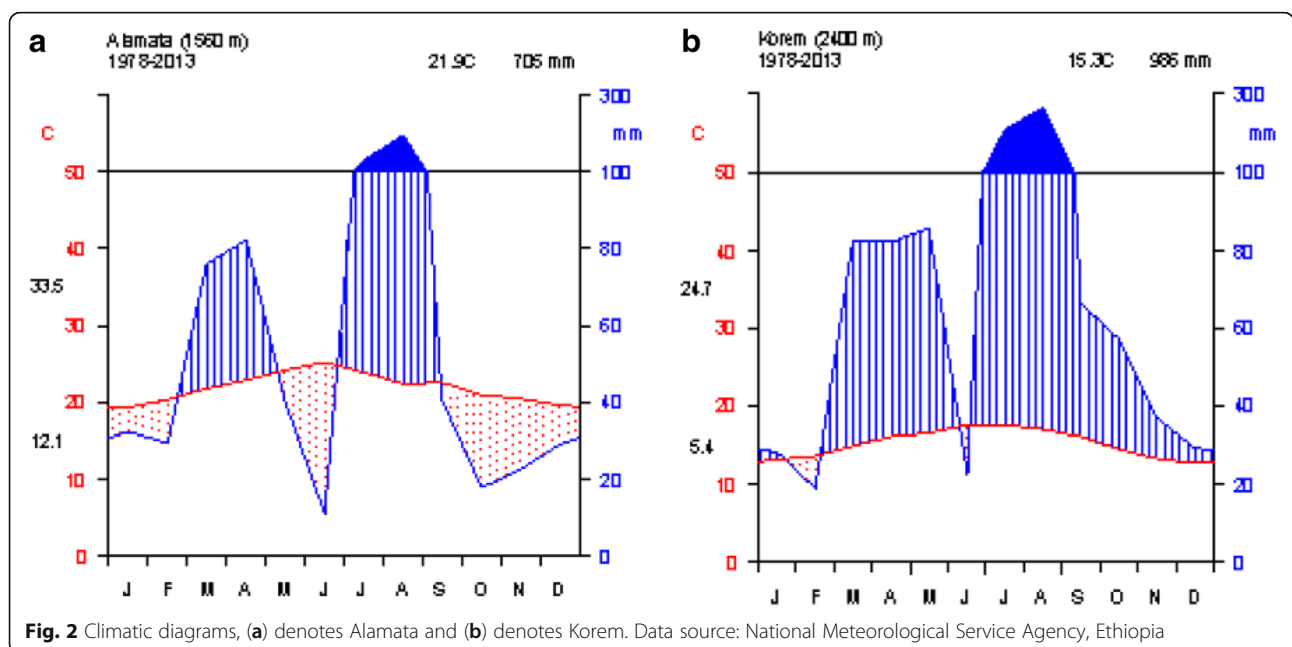 a
Alamata (1560 m)
1978-2013 21.9C 705 mm
C
300
mm
50
100
40
80
33.5
30
60
20
40
12.1
10
20
0
0
J F M A M J J A S O N D
b
Korem (2400 m)
1978-2013 15.3C 986 mm
C
300
mm
50
100
40
80
24.7
30
60
20
40
5.4
10
20
0
0
J F M A M J J A S O N D
Fig. 2 Climatic diagrams, (a) denotes Alamata and (b) denotes Korem. Data source: National Meteorological Service Agency, Ethiopia